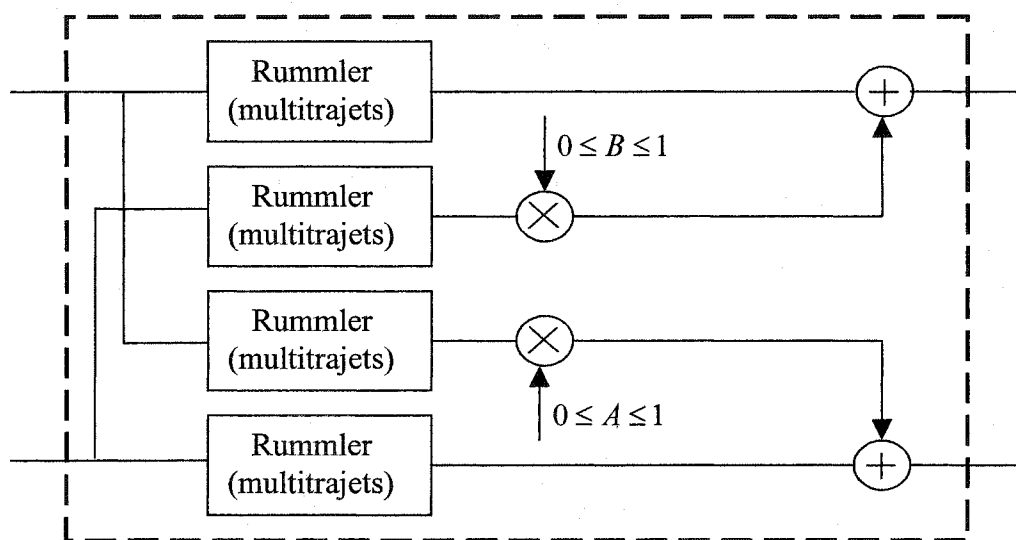 Rummler
(multitrajets)
+
0 ≤ B ≤ 1
Rummler
(multitrajets)
×
Rummler
(multitrajets)
×
0 ≤ A ≤ 1
Rummler
(multitrajets)
+